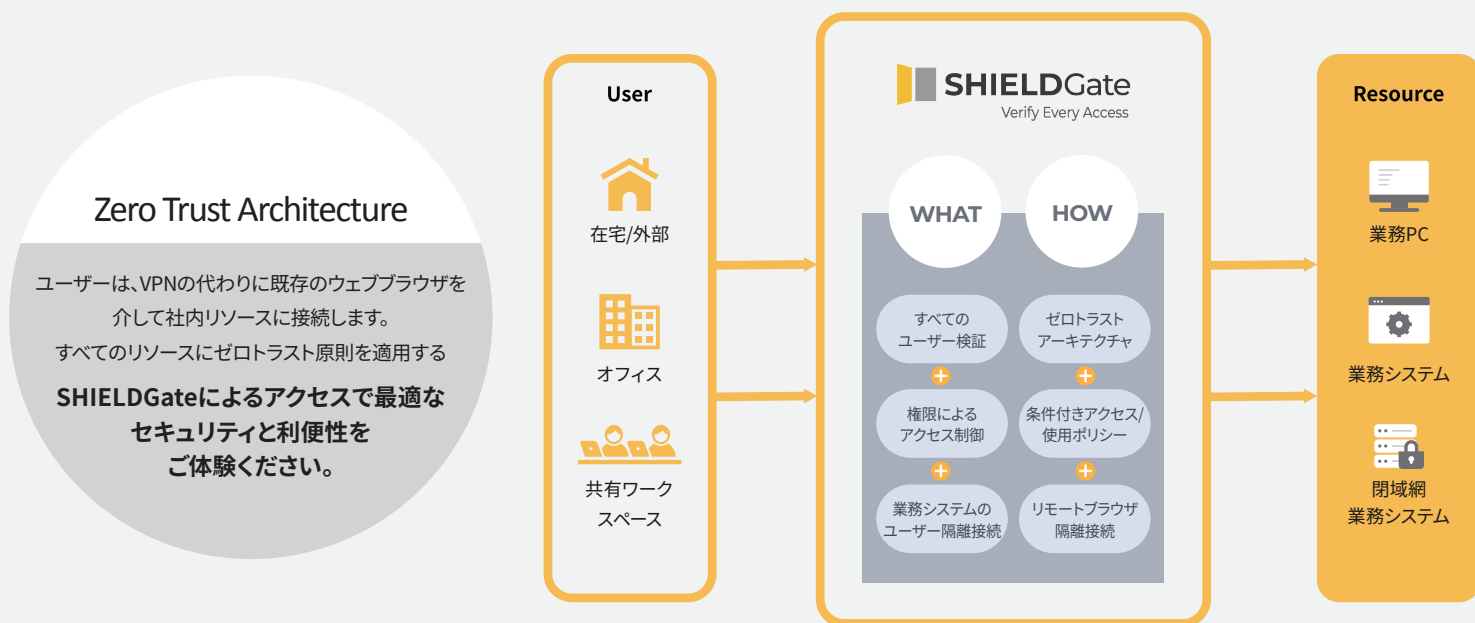 Zero Trust Architecture
ユーザーは、VPNの代わりに既存のウェブブラウザを
介して社内リソースに接続します。
すべてのリソースにゼロトラスト原則を適用する
SHIELDGateによるアクセスで最適な
セキュリティと利便性を
ご体験ください。
User
在宅/外部
オフィス
共有ワーク
スペース
SHIELDGate
Verify Every Access
WHAT
すべての
ユーザー検証
+
権限による
アクセス制御
+
業務システムの
ユーザー隔離接続
HOW
ゼロトラスト
アーキテクチャ
+
条件付きアクセス/
使用ポリシー
+
リモートブラウザ
隔離接続
Resource
業務PC
業務システム
閉域網
業務システム